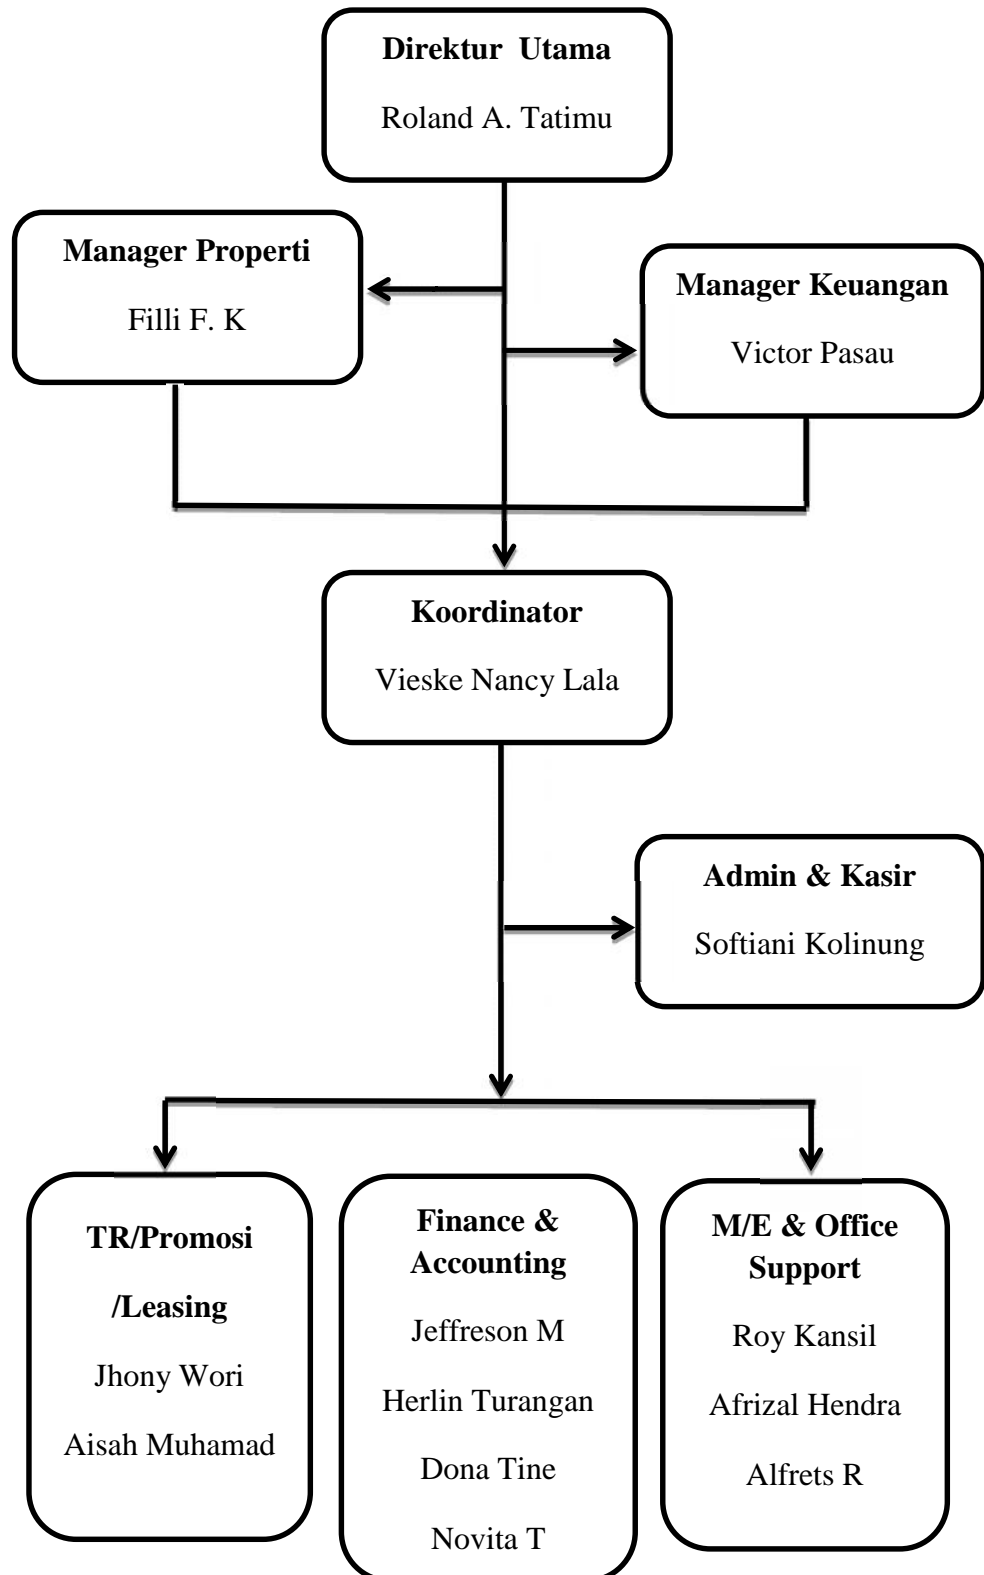 Direktur Utama
Roland A. Tatimu
Manager Properti
Filli F. K
Manager Keuangan
Victor Pasau
Koordinator
Vieske Nancy Lala
Admin & Kasir
Softiani Kolinung
TR/Promosi
/Leasing
Jhony Wori
Aisah Muhamad
Finance &
Accounting
Jeffreson M
Herlin Turangan
Dona Tine
Novita T
M/E & Office
Support
Roy Kansil
Afrizal Hendra
Alfrets R